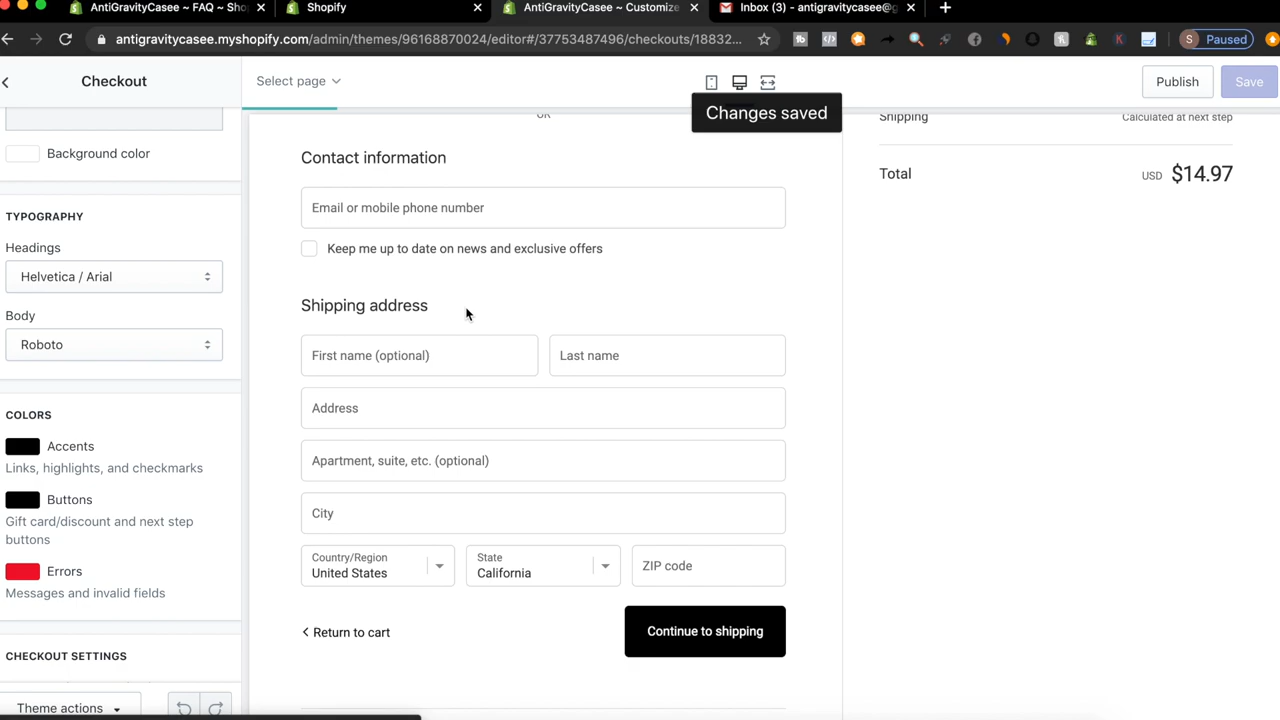 AntiGravityCasee ~ FAQ ~ Sho
Shopify
AntiGravityCasee ~ Customize
Inbox (3) - antigravitycasee@g
antigravitycasee.myshopify.com/admin/themes/96168870024/editor#/37753487496/checkouts/18832...
S Paused
Checkout
Select page
Publish
Save
Changes saved
Background color
TYPOGRAPHY
Headings
Helvetica / Arial
Body
Roboto
COLORS
Accents
Links, highlights, and checkmarks
Buttons
Gift card/discount and next step
buttons
Errors
Messages and invalid fields
CHECKOUT SETTINGS
Theme actions
OR
Contact information
Email or mobile phone number
Keep me up to date on news and exclusive offers
Shipping address
First name (optional)
Last name
Address
Apartment, suite, etc. (optional)
City
Country/Region
United States
State
California
ZIP code
Return to cart
Continue to shipping
Shipping
Calculated at next step
Total
USD $14.97